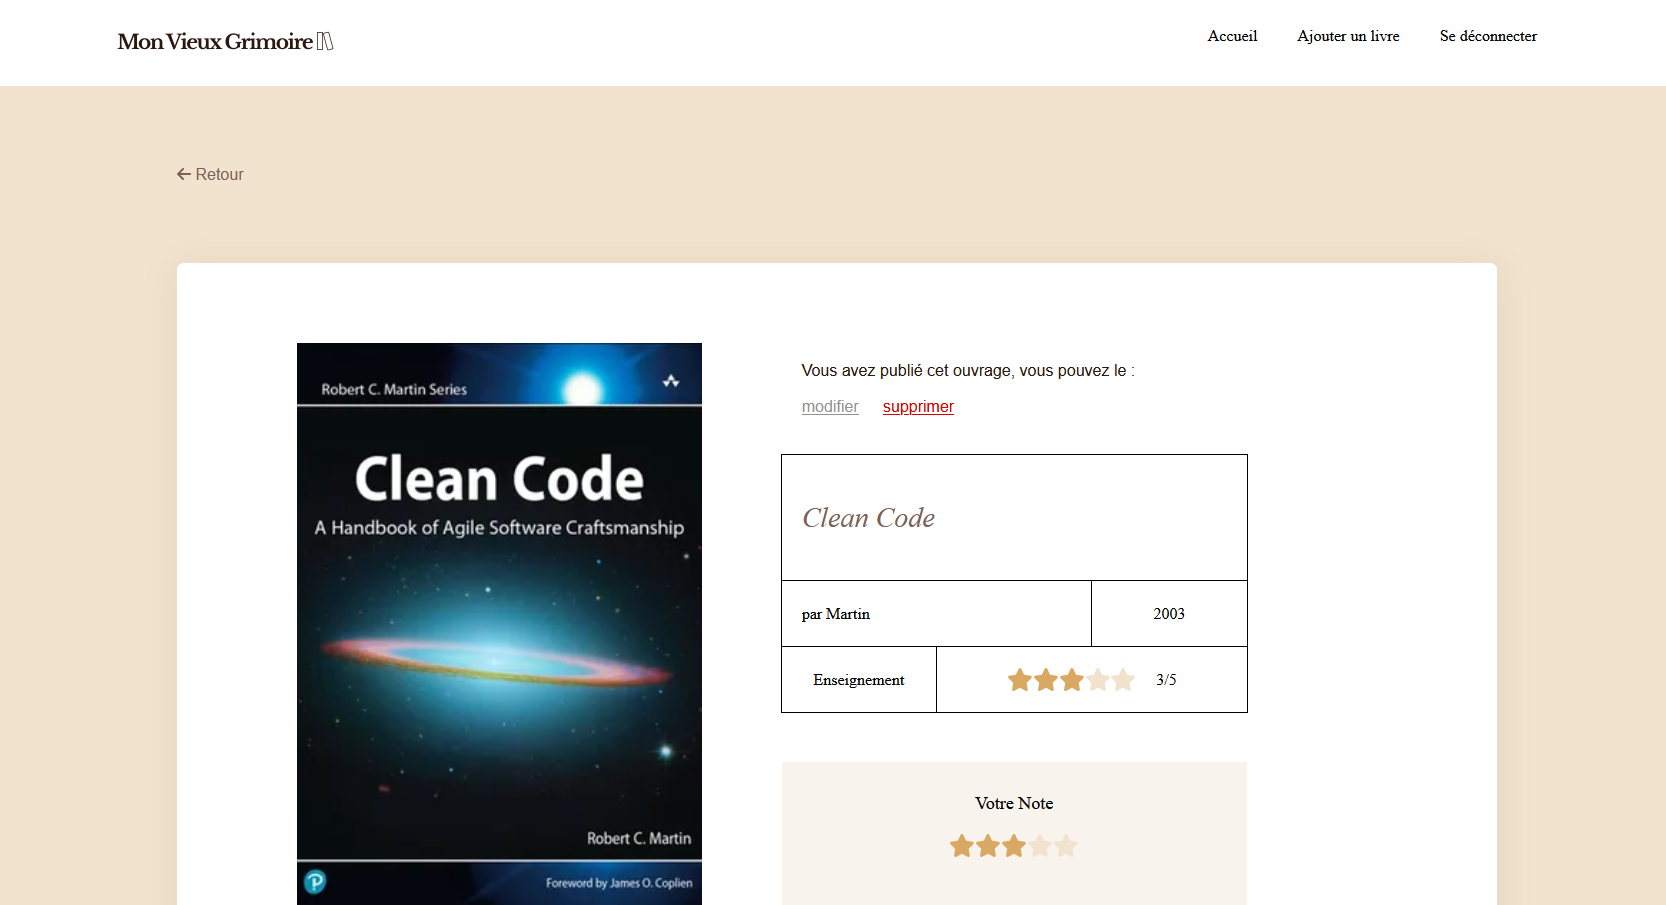 Mon Vieux Grimoire
Accueil
Ajouter un livre
Se déconnecter
Retour
Robert C. Martin Series
Clean Code
A Handbook of Agile Software Craftsmanship
Robert C. Martin
P
Foreword by James O. Coplien
Vous avez publié cet ouvrage, vous pouvez le :
modifier supprimer
Clean Code
par Martin
2003
Enseignement
3/5
Votre Note